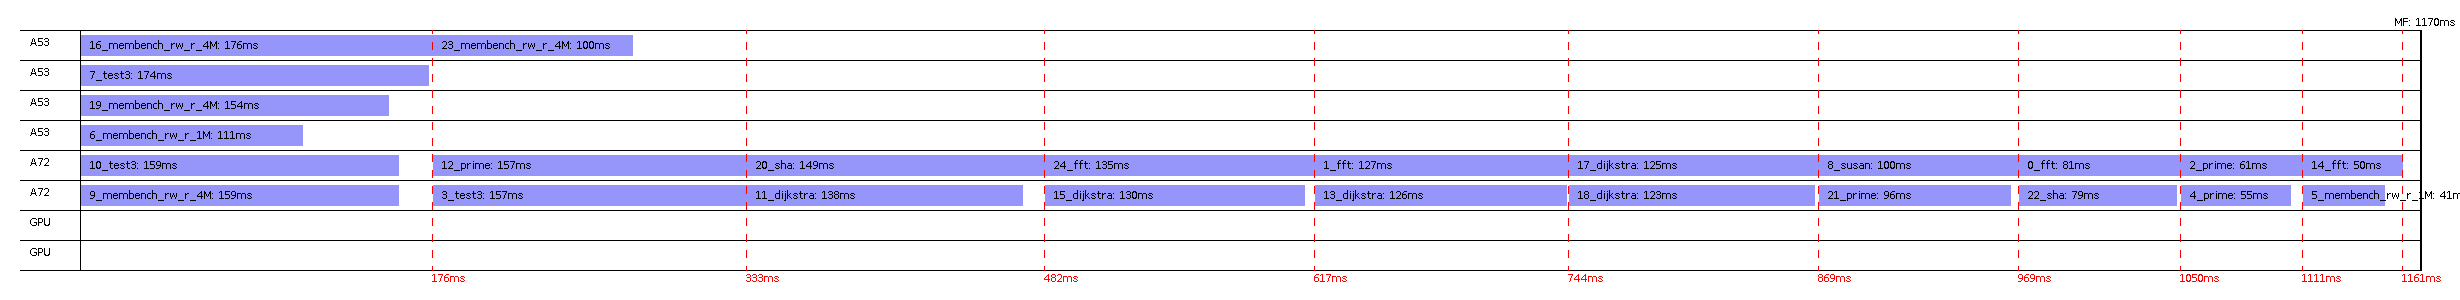 MF: 1170ms
A53 16_membench_rw_r_4M: 176ms 23_membench_rw_r_4M: 100ms
A53 7_test3: 174ms
A53 19_membench_rw_r_4M: 154ms
A53 6_membench_rw_r_1M: 111ms
A72 10_test3: 159ms 12_prime: 157ms 20_sha: 149ms 24_fft: 135ms 1_fft: 127ms 17_dijkstra: 125ms 8_susan: 100ms 0_fft: 81ms 2_prime: 61ms 14_fft: 50ms
A72 9_membench_rw_r_4M: 159ms 3_test3: 157ms 11_dijkstra: 138ms 15_dijkstra: 130ms 13_dijkstra: 126ms 18_dijkstra: 123ms 21_prime: 96ms 22_sha: 79ms 4_prime: 55ms 5_membench_rw_r_1M: 41m
GPU
GPU
176ms 333ms 482ms 617ms 744ms 869ms 969ms 1050ms 1111ms 1161ms